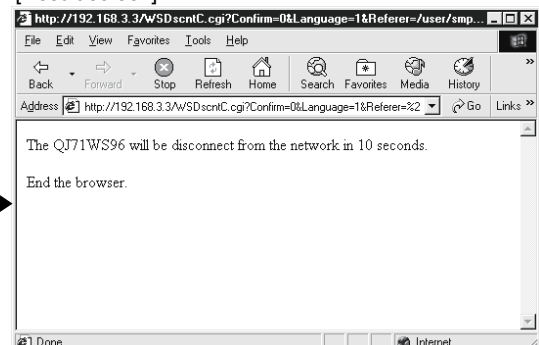 http://192.168.3.3/WSDscntC.cgi?Confirm=0&Language=1&Referer=/user/smp...
File Edit View Favorites Tools Help
Back Forward Stop Refresh Home Search Favorites Media History »
Address http://192.168.3.3/WSDscntC.cgi?Confirm=0&Language=1&Referer=%2 Go Links »
The QJ71WS96 will be disconnect from the network in 10 seconds.
End the browser.
Done Internet